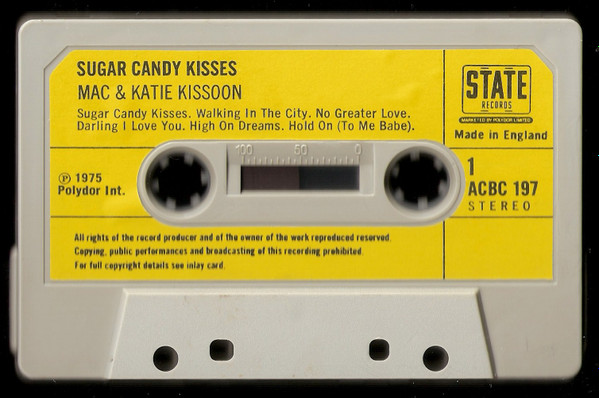 SUGAR CANDY KISSES
MAC & KATIE KISSOON
Sugar Candy Kisses. Walking In The City. No Greater Love.
Darling I Love You. High On Dreams. Hold On (To Me Babe).
STATE
RECORDS
MARKETED BY POLYDOR LIMITED
Made in England
100 50 0
℗ 1975
Polydor Int.
1
ACBC 197
STEREO
All rights of the record producer and of the owner of the work reproduced reserved.
Copying, public performances and broadcasting of this recording prohibited.
For full copyright details see inlay card.